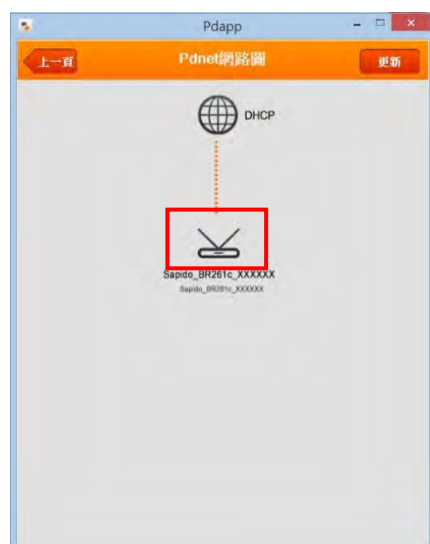 Pdapp
上一頁
Pdnet網路圖
更新
DHCP
Sapido_BR261c_XXXXXX
Sapido_BR261c_XXXXXX